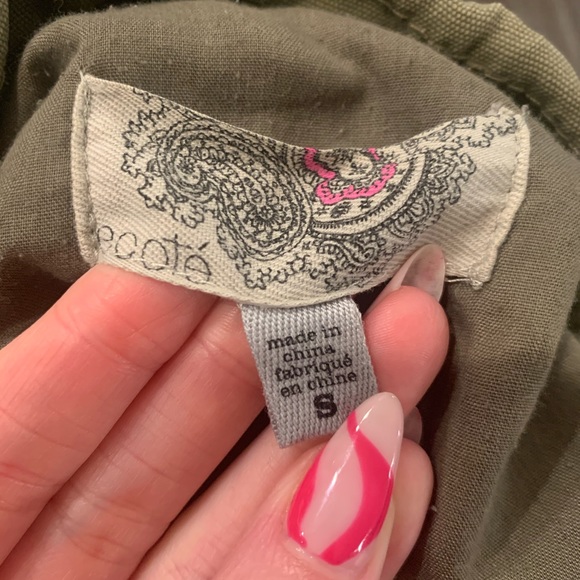 ecoté
made in
china
fabriqué
en chine
S